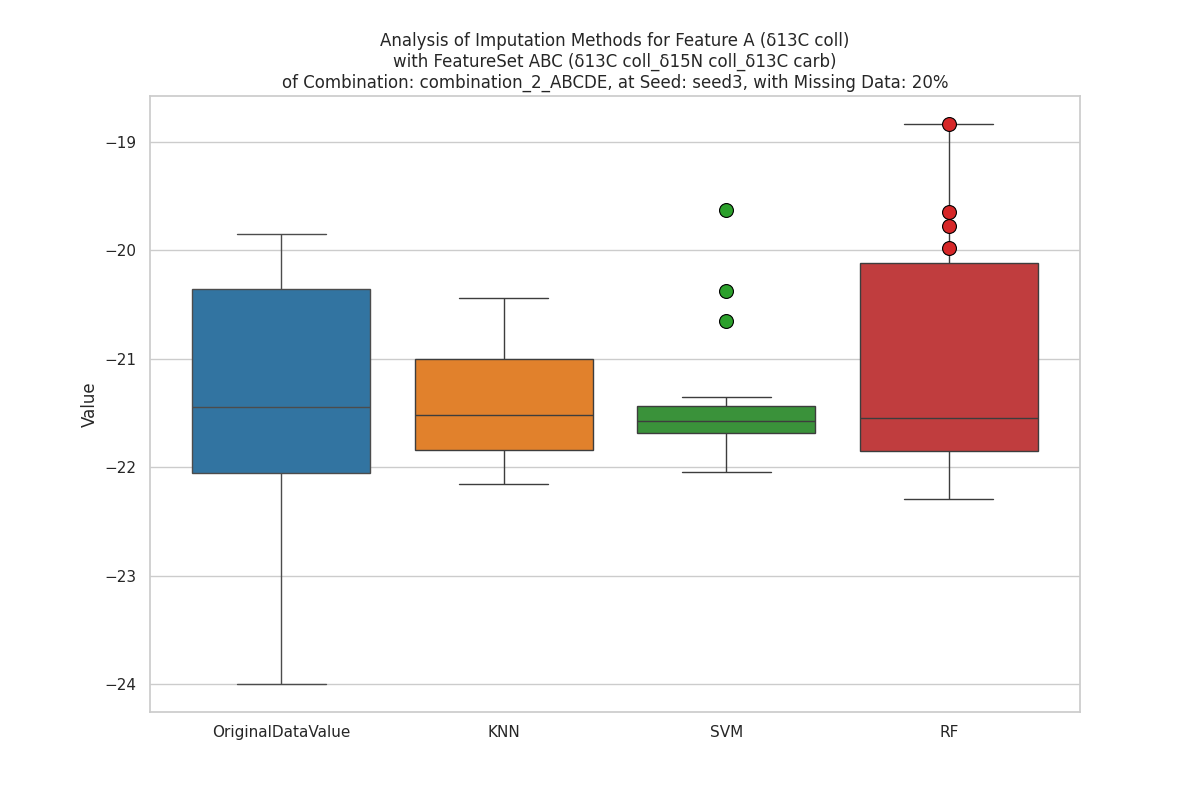 Analysis of Imputation Methods for Feature A (δ13C coll)
with FeatureSet ABC (δ13C coll_δ15N coll_δ13C carb)
of Combination: combination_2_ABCDE, at Seed: seed3, with Missing Data: 20%
Value
−19
−20
−21
−22
−23
−24
OriginalDataValue
KNN
SVM
RF